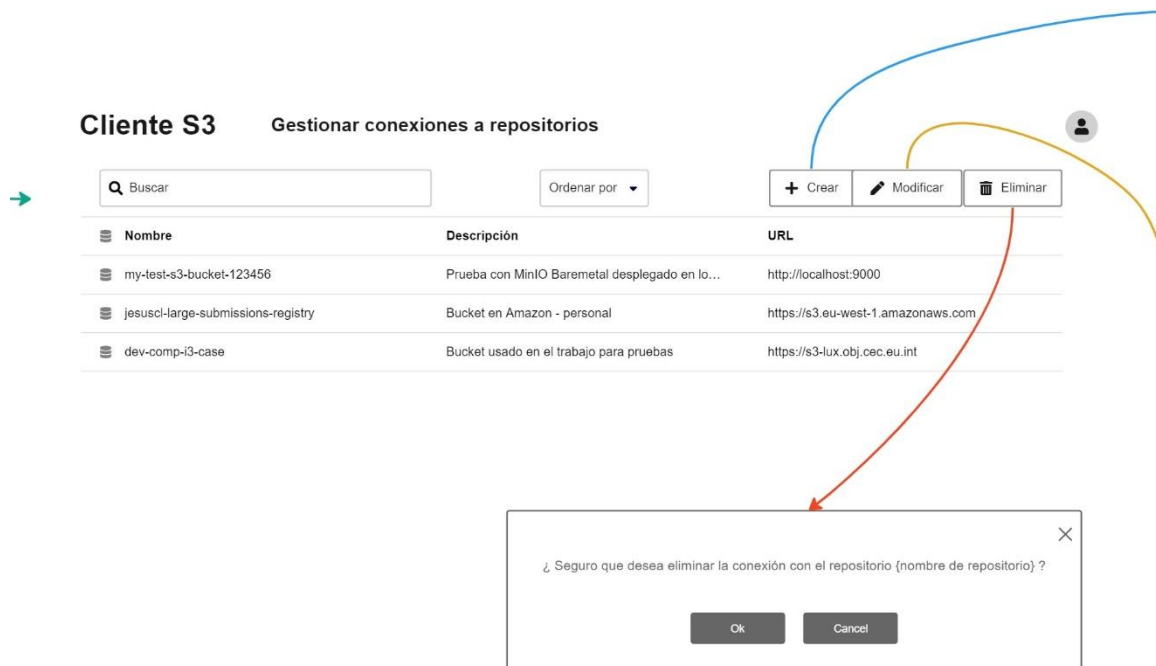 Cliente S3 Gestionar conexiones a repositorios
Buscar Ordenar por Crear Modificar Eliminar
Nombre Descripción URL
my-test-s3-bucket-123456 Prueba con MinIO Baremetal desplegado en lo... http://localhost:9000
jesuscl-large-submissions-registry Bucket en Amazon - personal https://s3.eu-west-1.amazonaws.com
dev-comp-i3-case Bucket usado en el trabajo para pruebas https://s3-lux.obj.cec.eu.int
¿ Seguro que desea eliminar la conexión con el repositorio {nombre de repositorio} ?
Ok Cancel